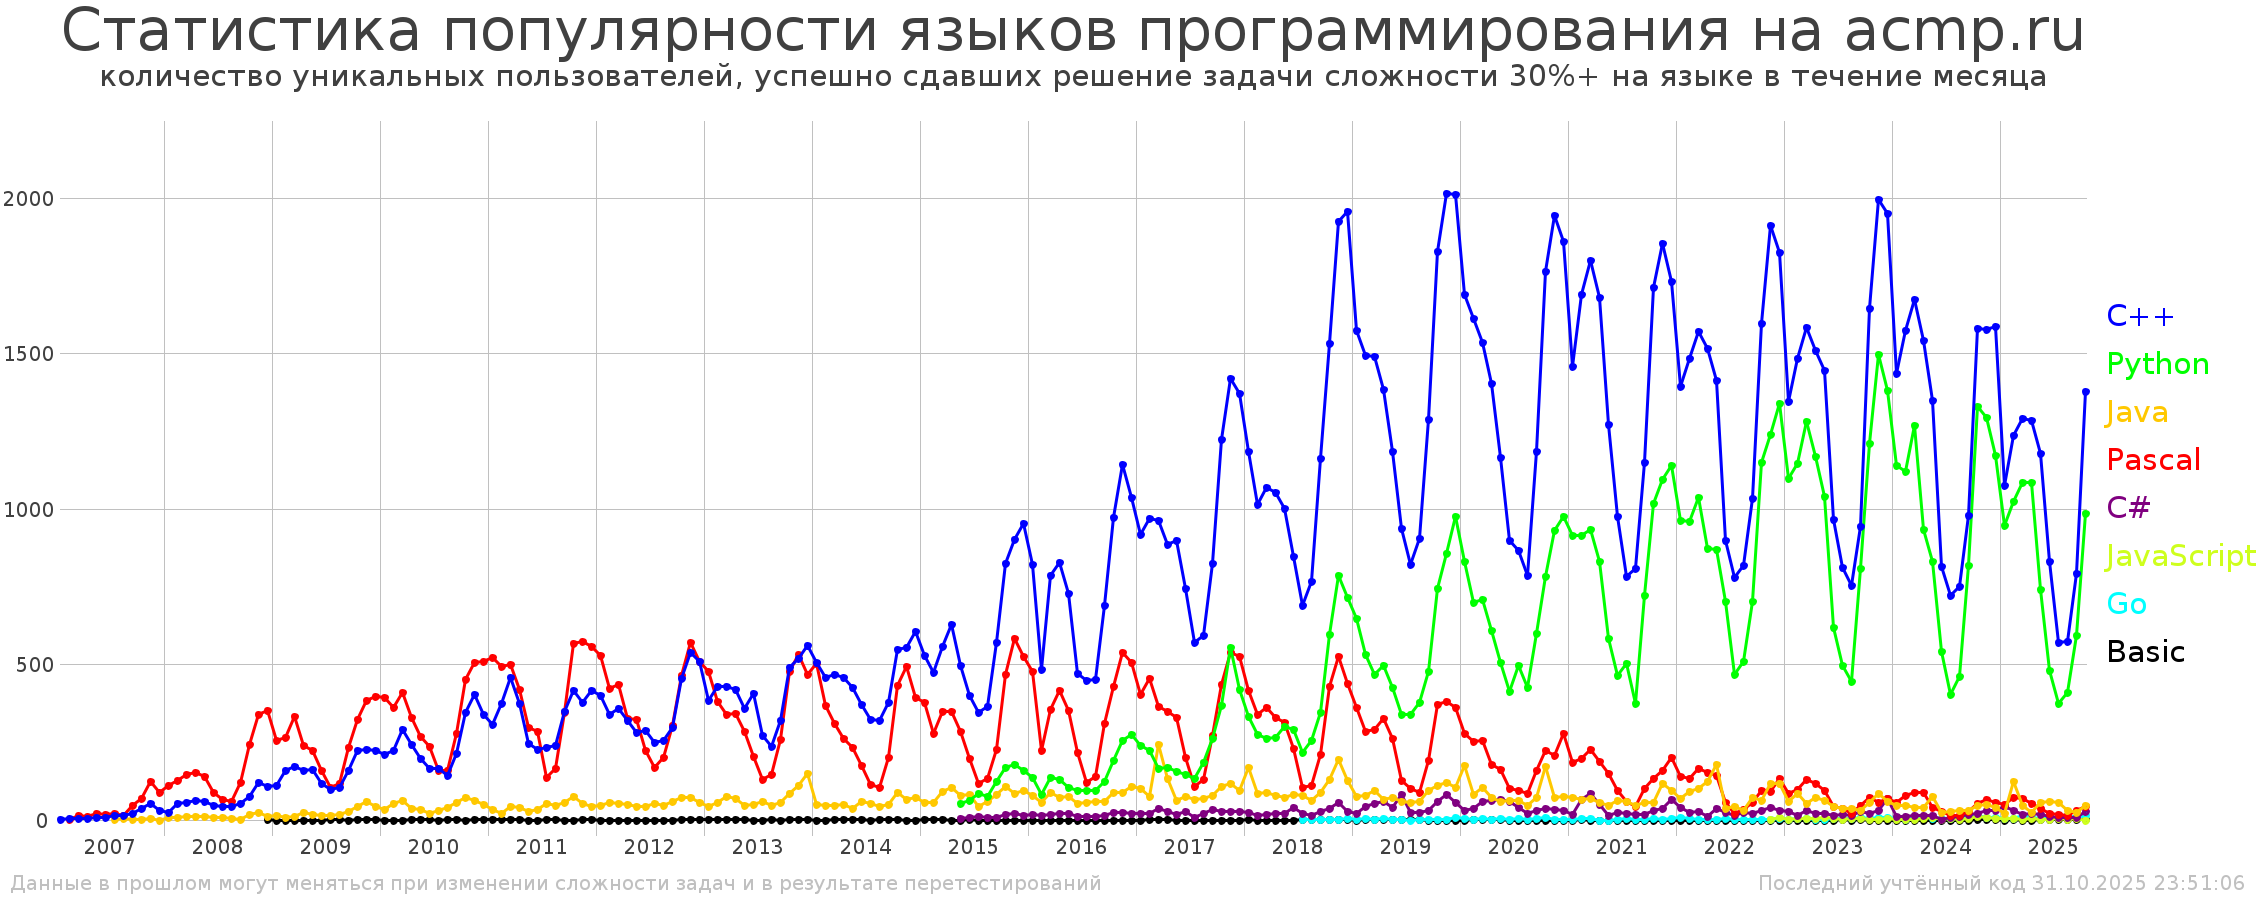 Статистика популярности языков программирования на acmp.ru
количество уникальных пользователей, успешно сдавших решение задачи сложности 30%+ на языке в течение месяца
2000
1500
1000
500
0
C++
Python
Java
Pascal
C#
JavaScript
Go
Basic
2007 2008 2009 2010 2011 2012 2013 2014 2015 2016 2017 2018 2019 2020 2021 2022 2023 2024 2025
Данные в прошлом могут меняться при изменении сложности задач и в результате перетестирований
Последний учтённый код 31.10.2025 23:51:06